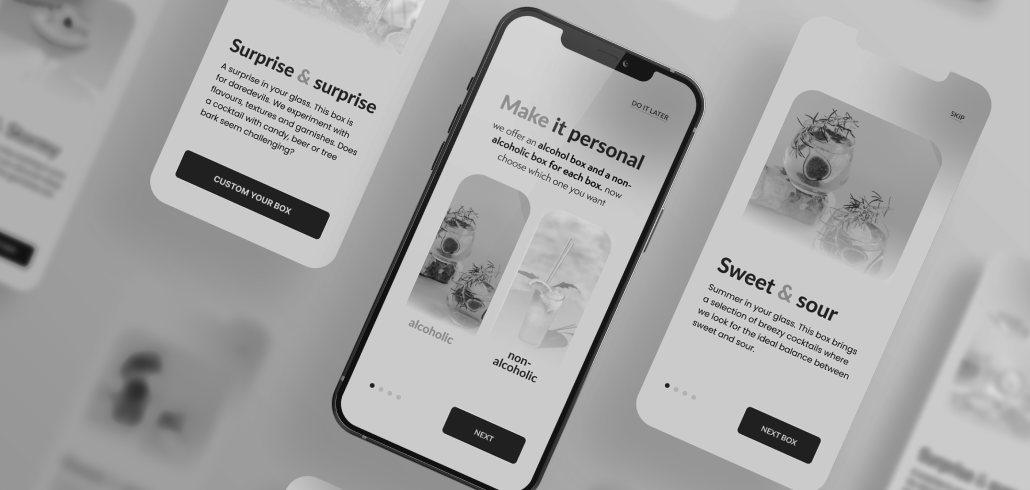 Surprise & surprise
A surprise in your glass. This box is
for daredevils. We experiment with
flavours, textures and garnishes. Does
a cocktail with candy, beer or tree
bark seem challenging?
CUSTOM YOUR BOX
DO IT LATER
Make it personal
we offer an alcohol box and a non-
alcoholic box for each box. now
choose which one you want
alcoholic
non-
alcoholic
NEXT
SKIP
Sweet & sour
Summer in your glass. This box brings
a selection of breezy cocktails where
we look for the ideal balance between
sweet and sour.
NEXT BOX